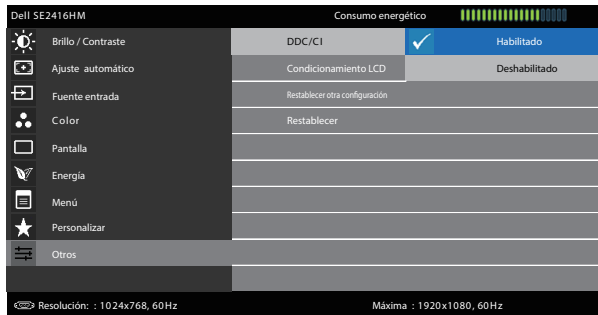 Dell SE2416HM Consumo energético
Brillo / Contraste DDC/CI Habilitado
Ajuste automático Condicionamiento LCD Deshabilitado
Fuente entrada Restablecer otra configuración
Color Restablecer
Pantalla
Energía
Menú
Personalizar
Otros
Resolución: : 1024x768, 60Hz Máxima : 1920x1080, 60Hz